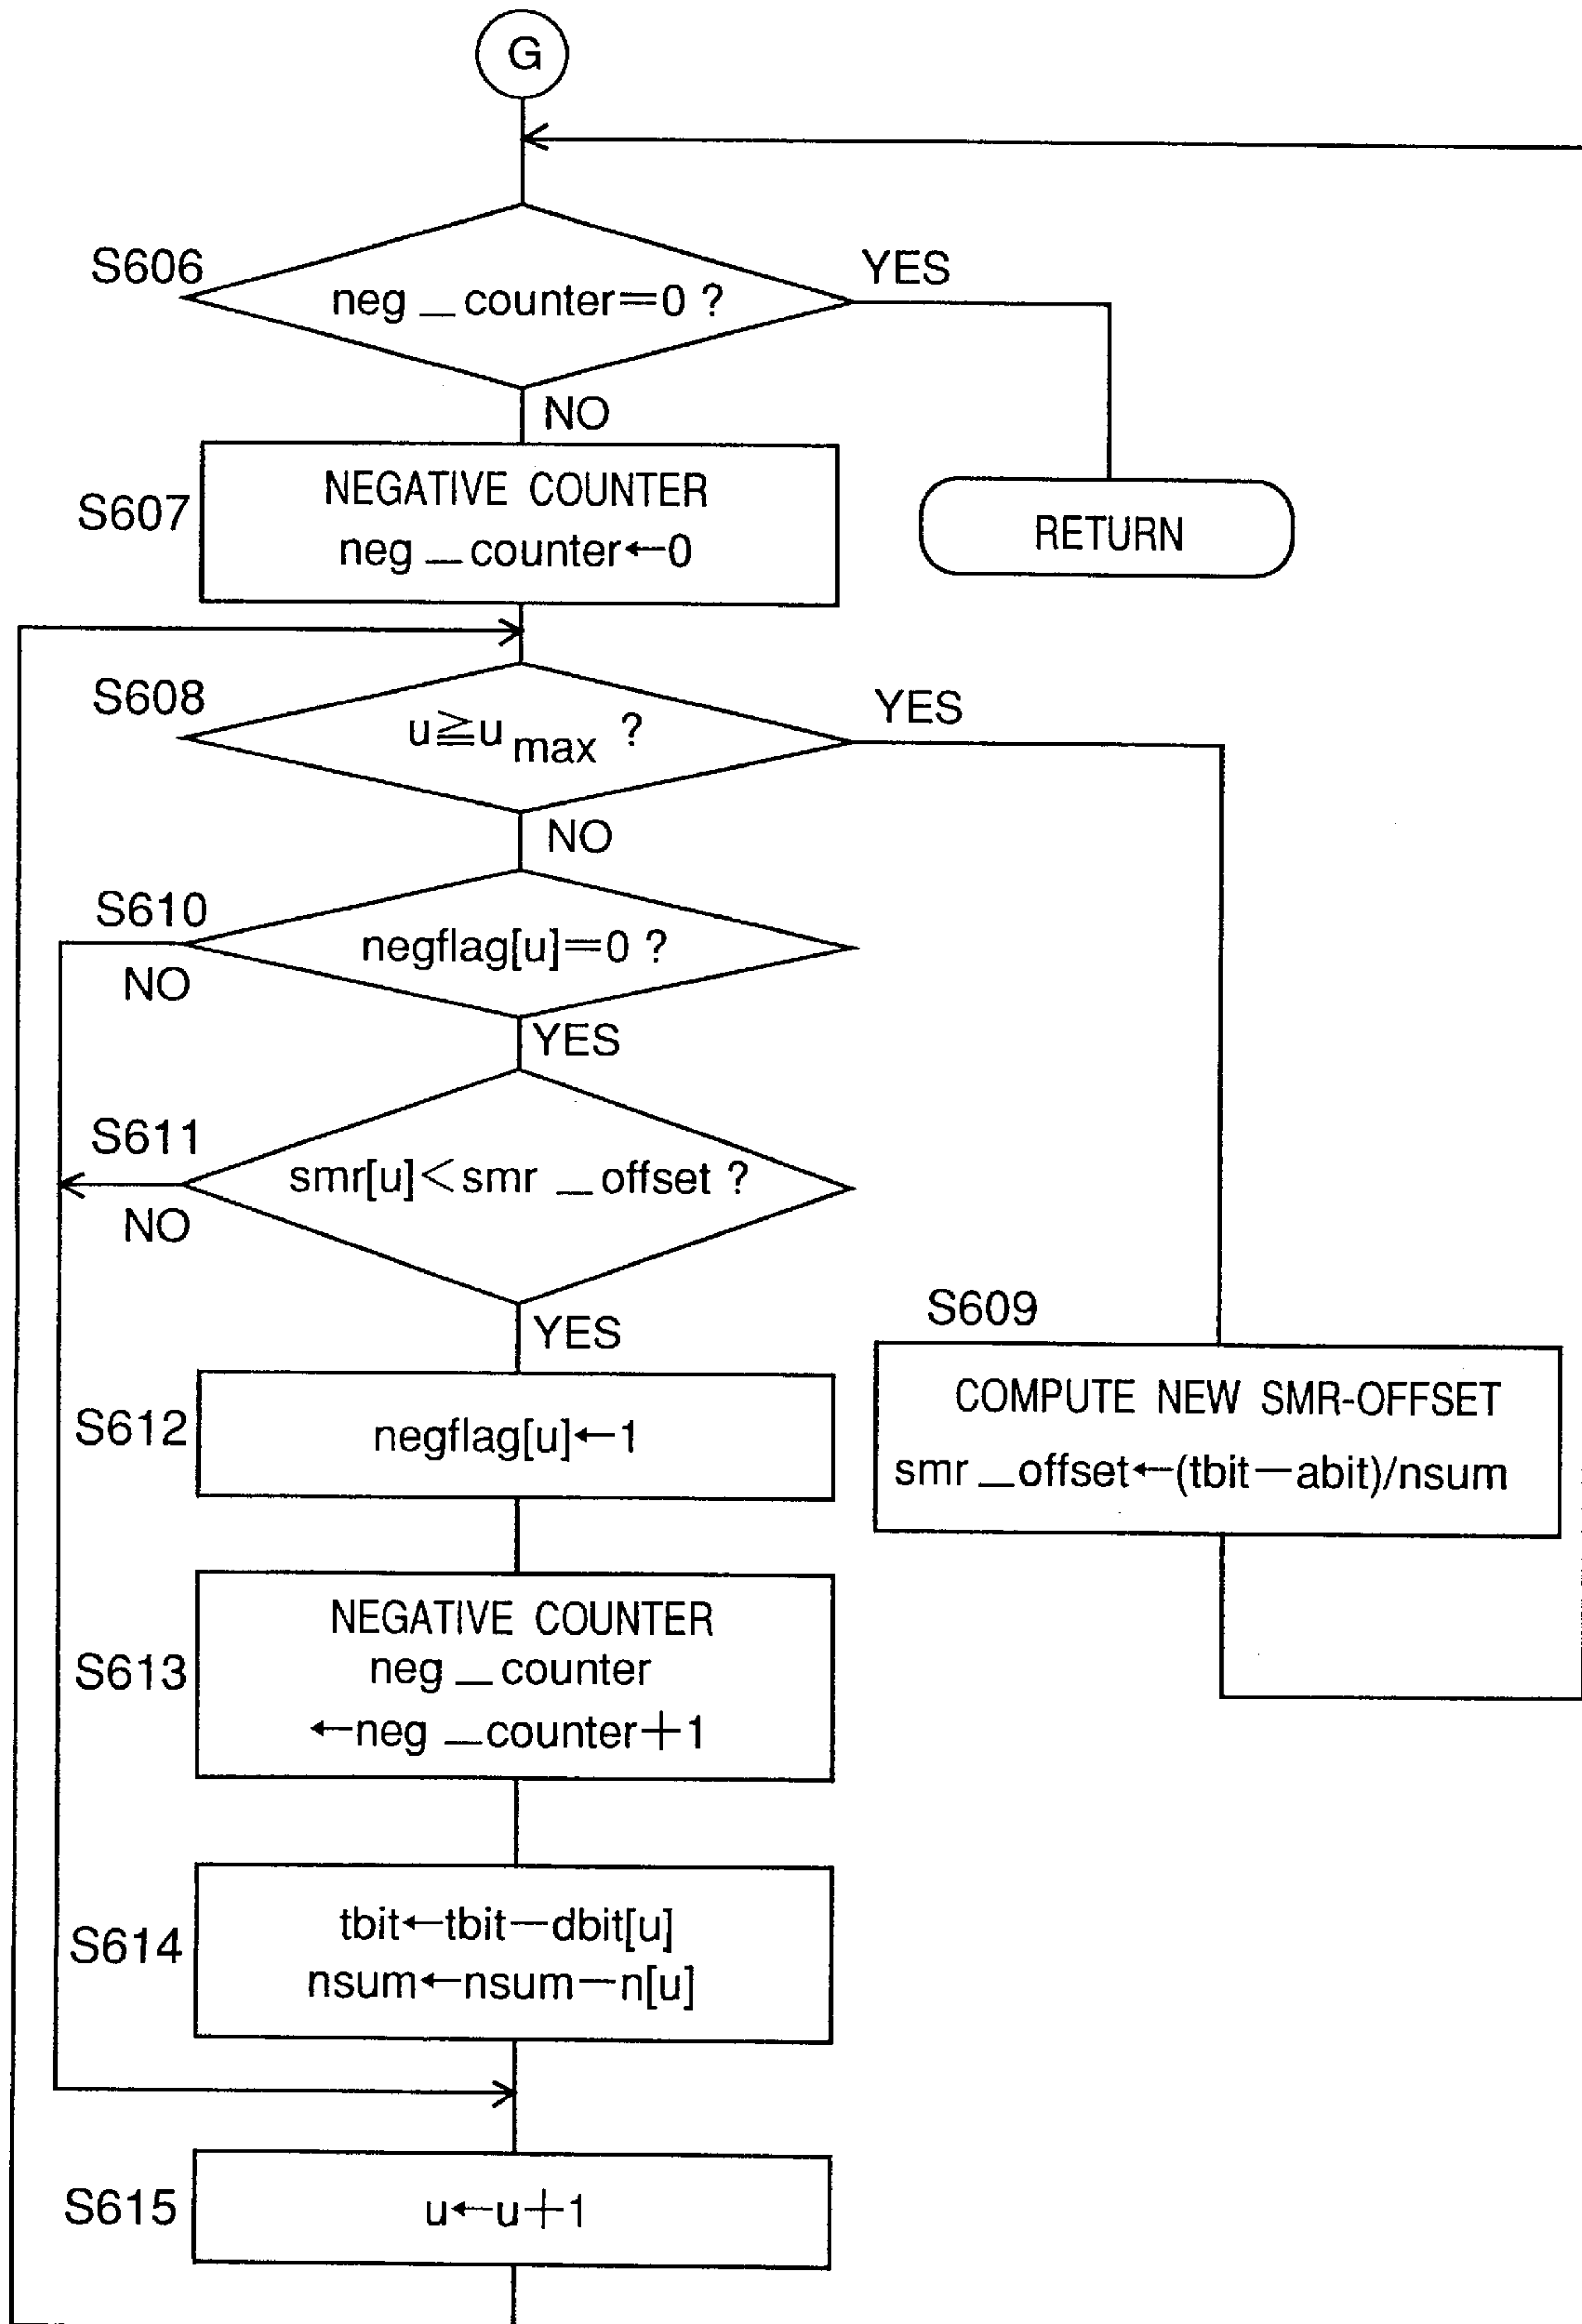 G
S606
neg _ counter=0 ?
YES
NO
S607
NEGATIVE COUNTER
neg _ counter←0
RETURN
S608
u≧u max ?
YES
NO
S610
negflag[u]=0 ?
NO
YES
S611
smr[u]<smr _ offset ?
NO
YES
S609
COMPUTE NEW SMR-OFFSET
smr _ offset←(tbit−abit)/nsum
S612
negflag[u]←1
S613
NEGATIVE COUNTER
neg _ counter
←neg _ counter+1
S614
tbit←tbit−dbit[u]
nsum←nsum−n[u]
S615
u←u+1